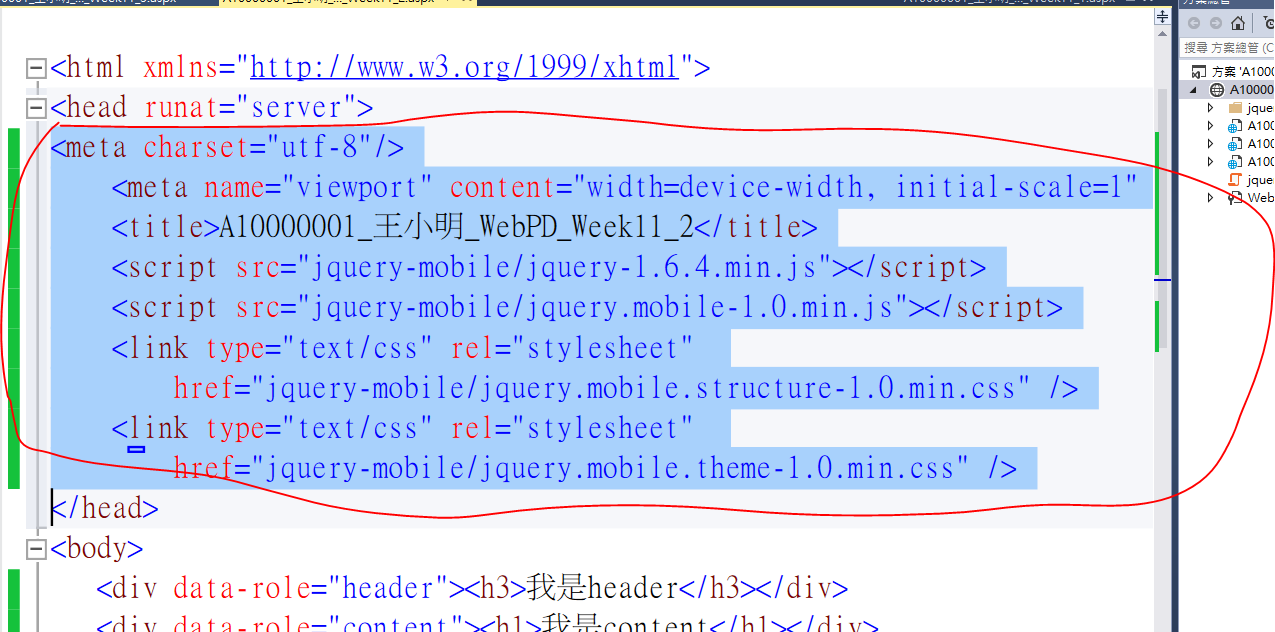 <html xmlns="http://www.w3.org/1999/xhtml">
<head runat="server">
<meta charset="utf-8"/>
<meta name="viewport" content="width=device-width, initial-scale=1"
<title>A10000001_王小明_WebPD_Week11_2</title>
<script src="jquery-mobile/jquery-1.6.4.min.js"></script>
<script src="jquery-mobile/jquery.mobile-1.0.min.js"></script>
<link type="text/css" rel="stylesheet"
href="jquery-mobile/jquery.mobile.structure-1.0.min.css" />
<link type="text/css" rel="stylesheet"
href="jquery-mobile/jquery.mobile.theme-1.0.min.css" />
</head>
<body>
<div data-role="header"><h3>我是header</h3></div>
<div data-role="content"><h1>我是content</h1></div>
方案總管
搜尋 方案總管 (C
方案 'A1000
A10000
jque
A100
A100
A100
jque
Web